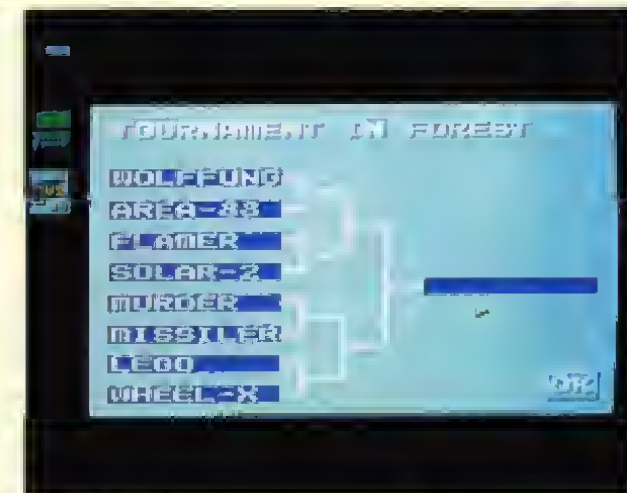 TOURNAMENT IN FOREST
WOLFFUNG
AREA-88
FLAMER
SOLAR-2
MURDER
MISSILER
LEOO
WHEEL-X
OK